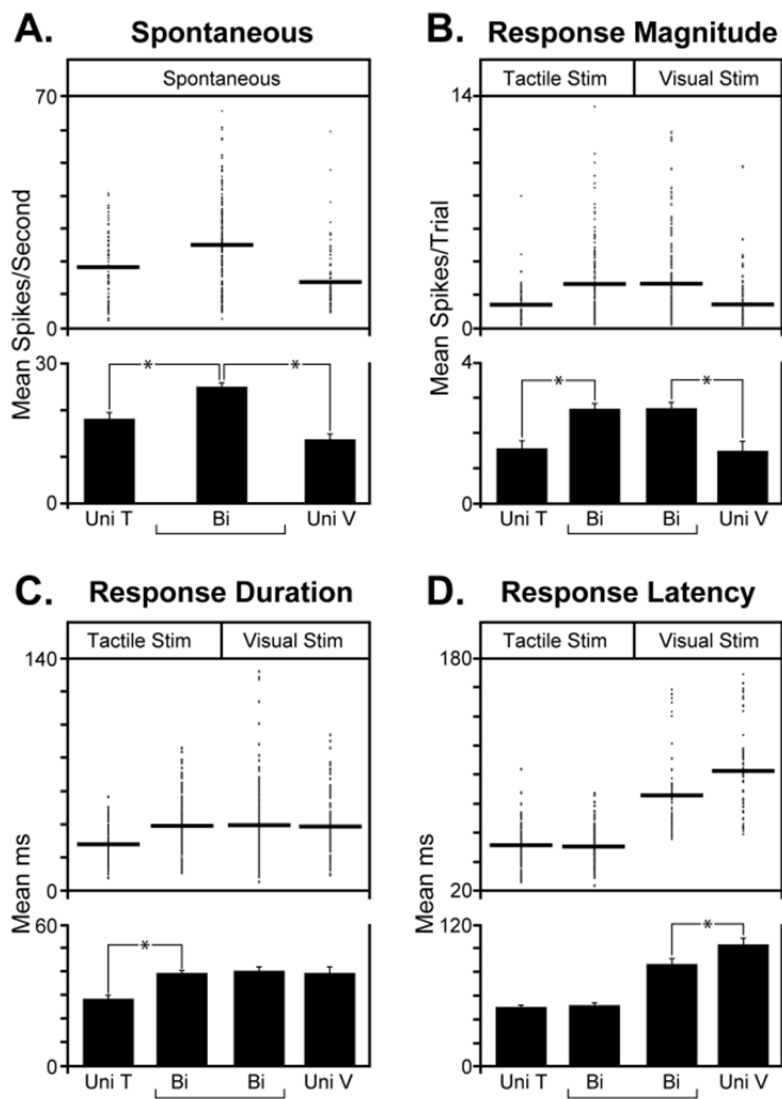 A. Spontaneous
Spontaneous
70
Mean Spikes/Second
0
30
*
*
0
Uni T
Bi
Uni V
B. Response Magnitude
Tactile Stim
Visual Stim
14
Mean Spikes/Trial
0
4
*
*
0
Uni T
Bi
Bi
Uni V
C. Response Duration
Tactile Stim
Visual Stim
140
Mean ms
0
60
*
0
Uni T
Bi
Bi
Uni V
D. Response Latency
Tactile Stim
Visual Stim
180
Mean ms
20
120
*
0
Uni T
Bi
Bi
Uni V